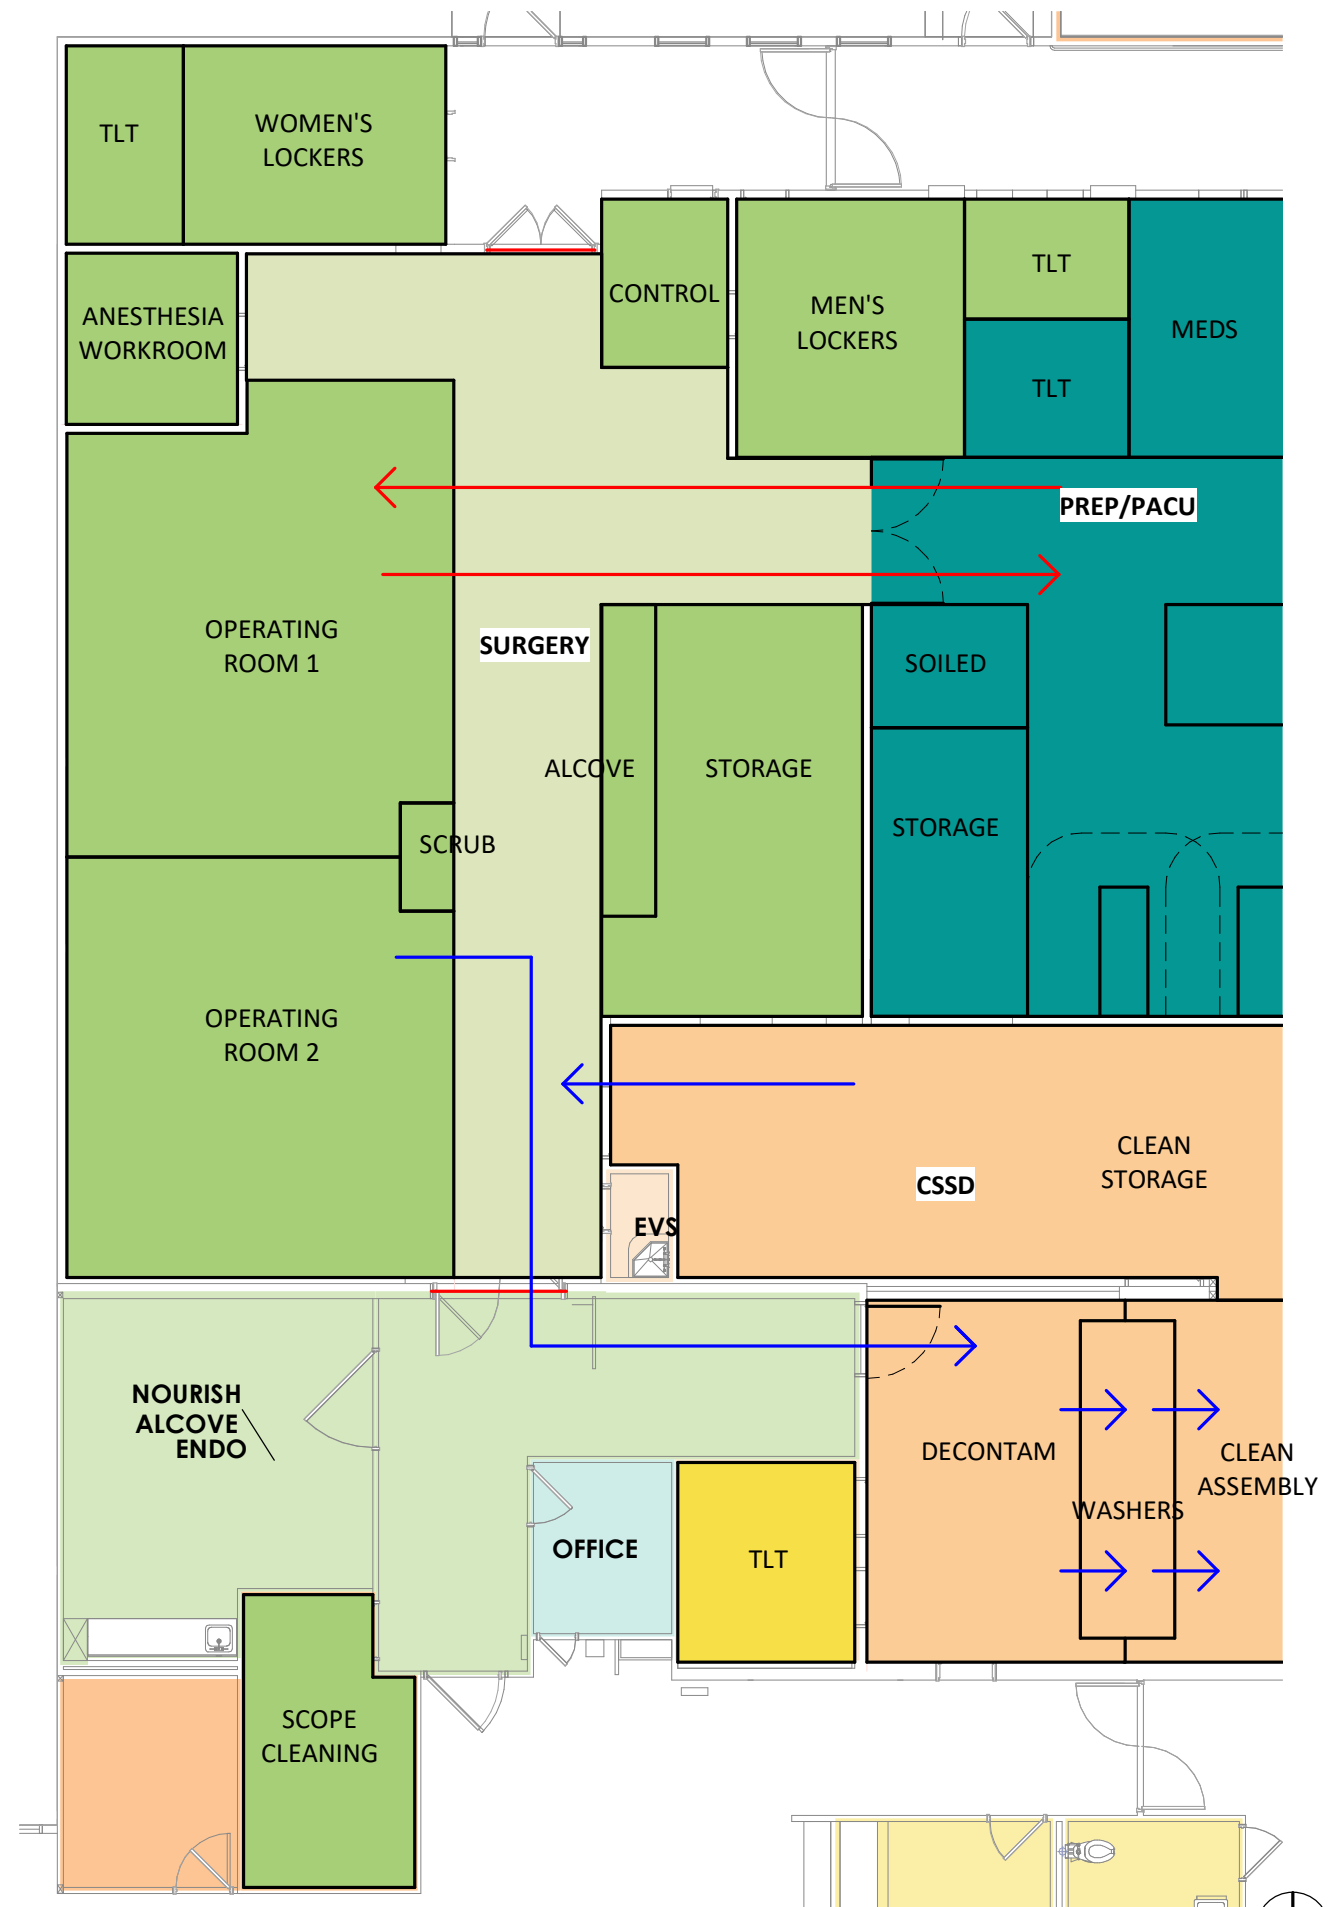 TLT
WOMEN'S
LOCKERS
ANESTHESIA
WORKROOM
CONTROL
MEN'S
LOCKERS
TLT
TLT
MEDS
PREP/PACU
OPERATING
ROOM 1
SURGERY
SOILED
ALCOVE
STORAGE
STORAGE
SCRUB
OPERATING
ROOM 2
CLEAN
STORAGE
CSSD
EVS
NOURISH
ALCOVE
ENDO
DECONTAM
CLEAN
ASSEMBLY
WASHERS
OFFICE
TLT
SCOPE
CLEANING